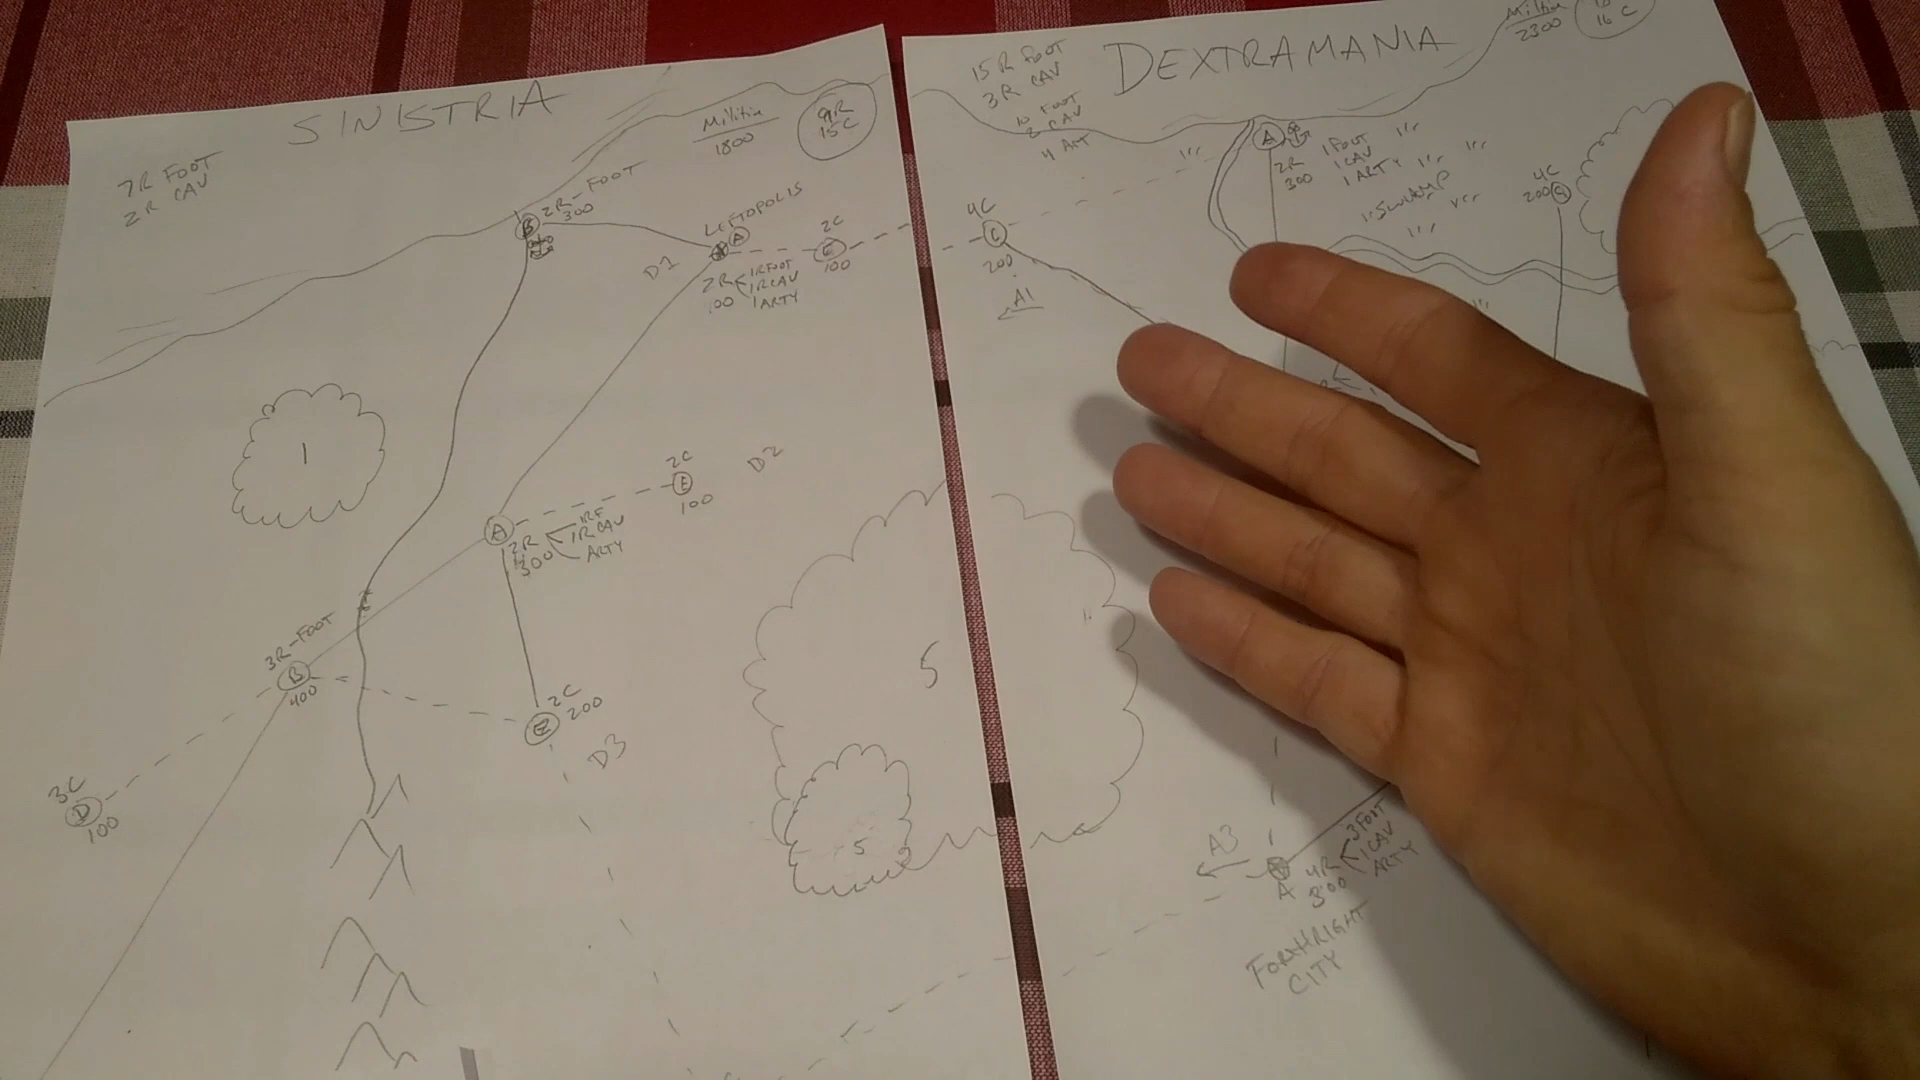 SINISTRIA
7R FOOT
2R CAV
Militia
1800
9R
15C
B
2R-FOOT
300
LEFTOPOLIS
A
D1
2R
100
1R FOOT
1R CAV
1 ARTY
2C
100
1
A
2R
300
1RF
1R CAV
ARTY
2C
E
100
D2
3R-FOOT
B
400
2C
200
D3
3C
D
100
5
5
DEXTRAMANIA
15 R FOOT
3R CAV
10 FOOT
CAV
4 ART
Militia
2300
16 C
A
2R
300
1 FOOT
1 CAV
1 ARTY
SWAMP
4C
200
4C
C
200
A1
A3
A
4R
300
3 FOOT
1 CAV
ARTY
FORTHRIGHT
CITY